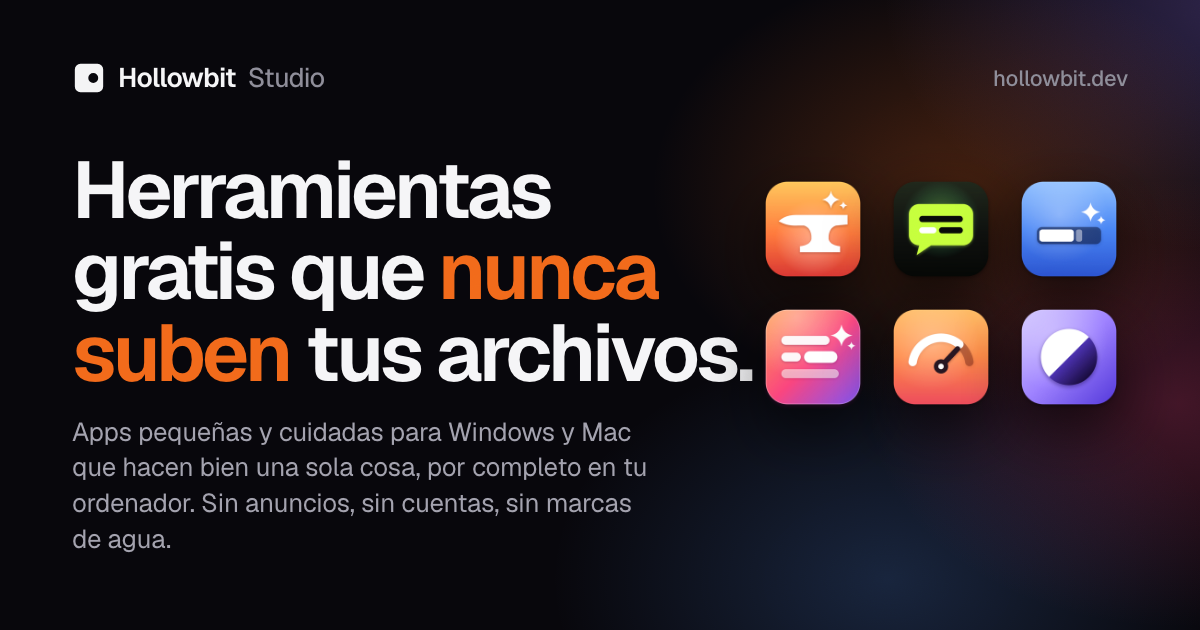 Hollowbit Studio
hollowbit.dev
Herramientas
gratis que nunca
suben tus archivos.
Apps pequeñas y cuidadas para Windows y Mac
que hacen bien una sola cosa, por completo en tu
ordenador. Sin anuncios, sin cuentas, sin marcas
de agua.